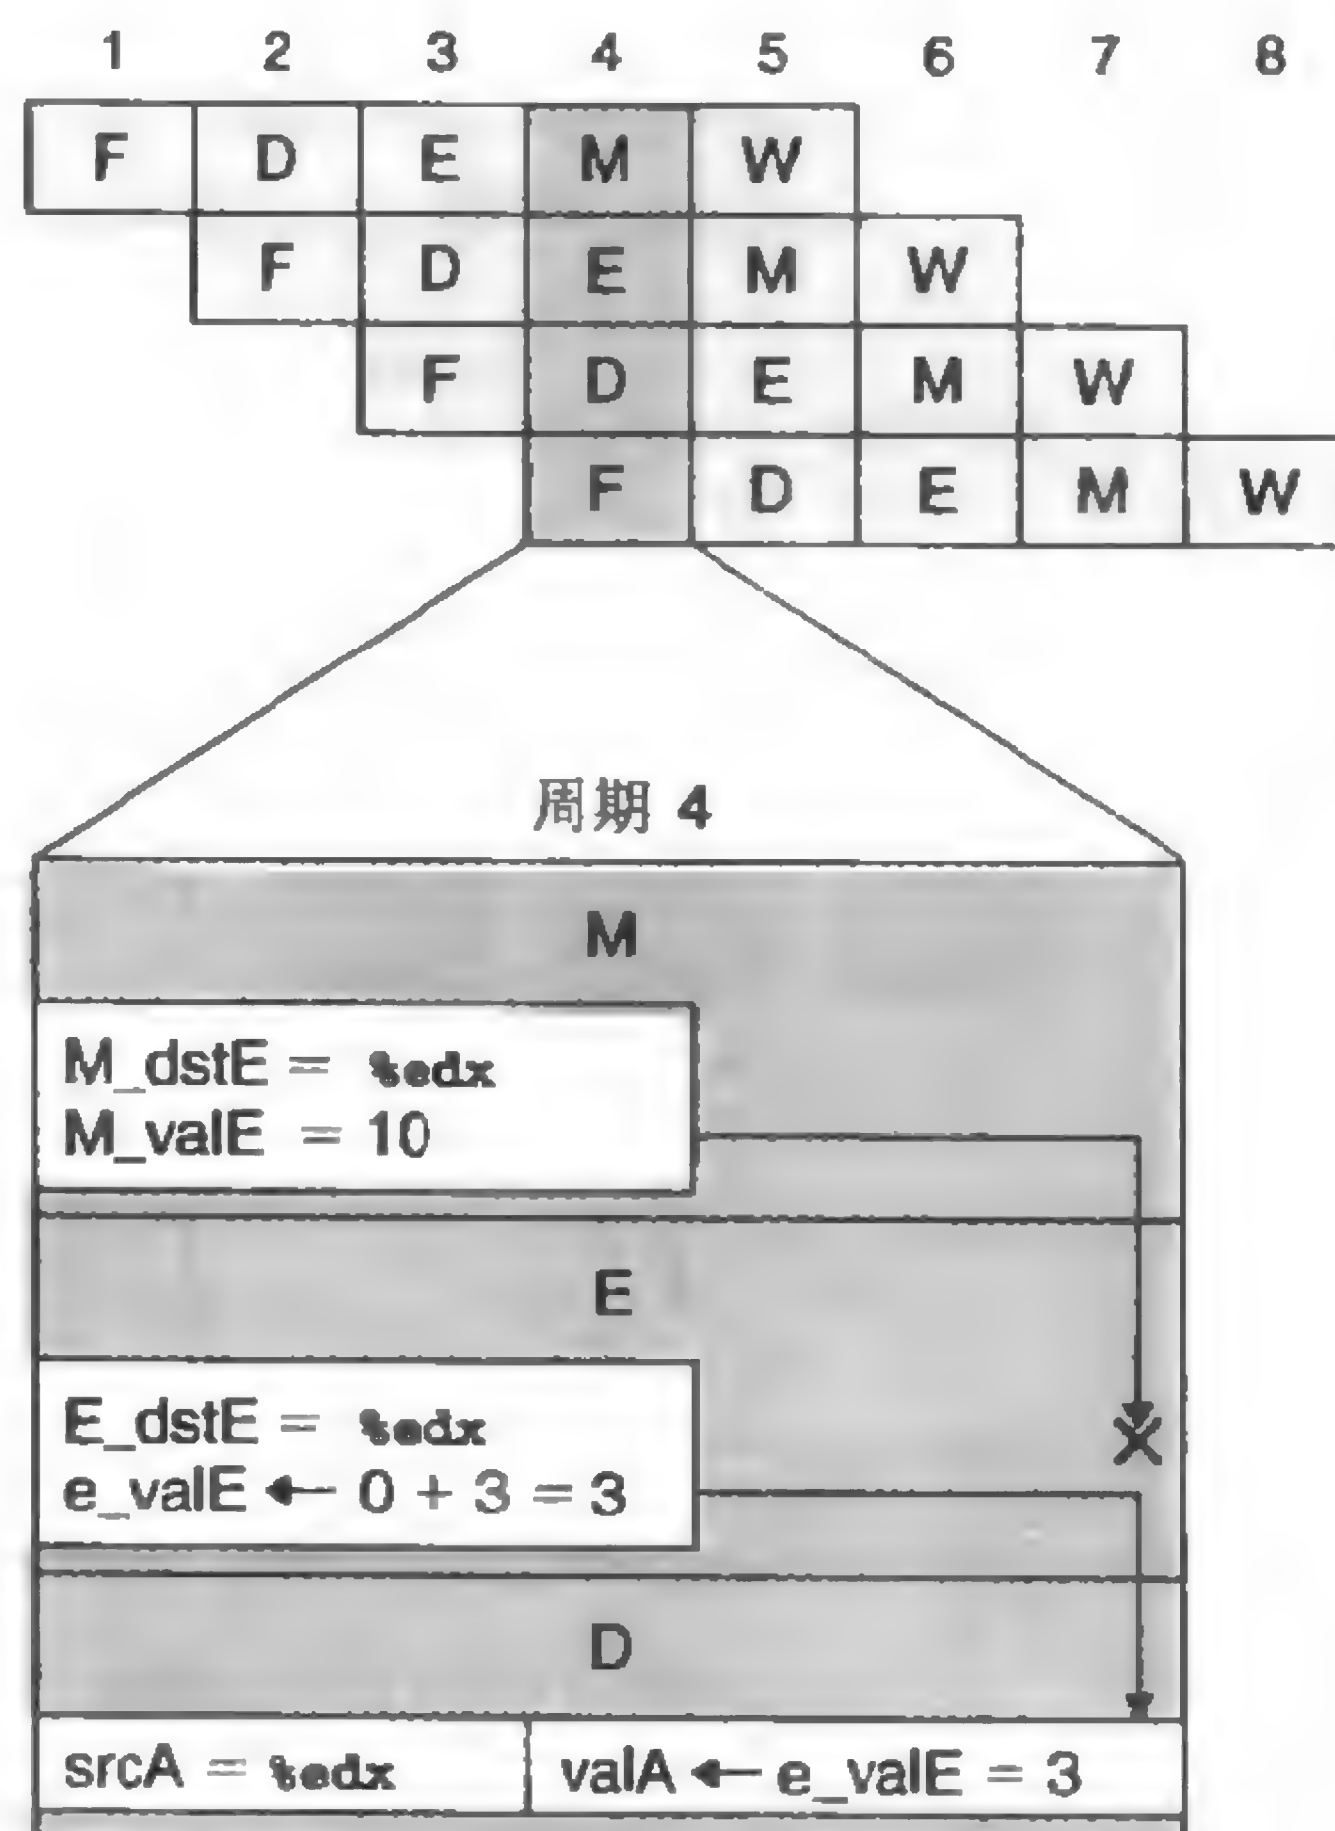 1 2 3 4 5 6 7 8
F D E M W
F D E M W
F D E M W
F D E M W
周期 4
M
M_dstE = %edx
M_valE = 10
E
E_dstE = %edx
e_valE ← 0 + 3 = 3
D
srcA = %edx valA ← e_valE = 3